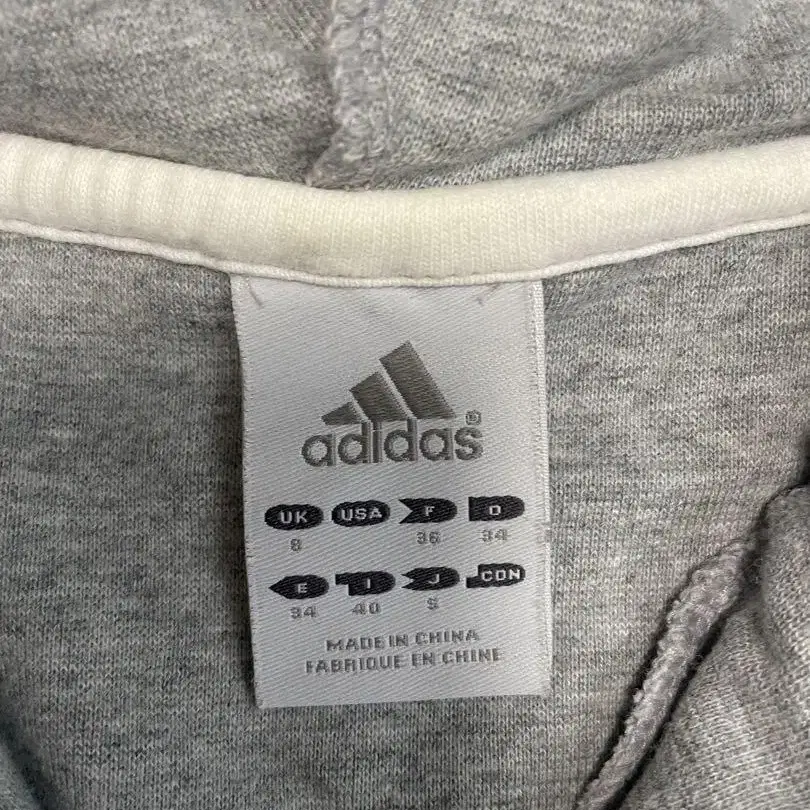 adidas®
UK USA F D
8 36 34
E I J CDN
34 40 S
MADE IN CHINA
FABRIQUE EN CHINE